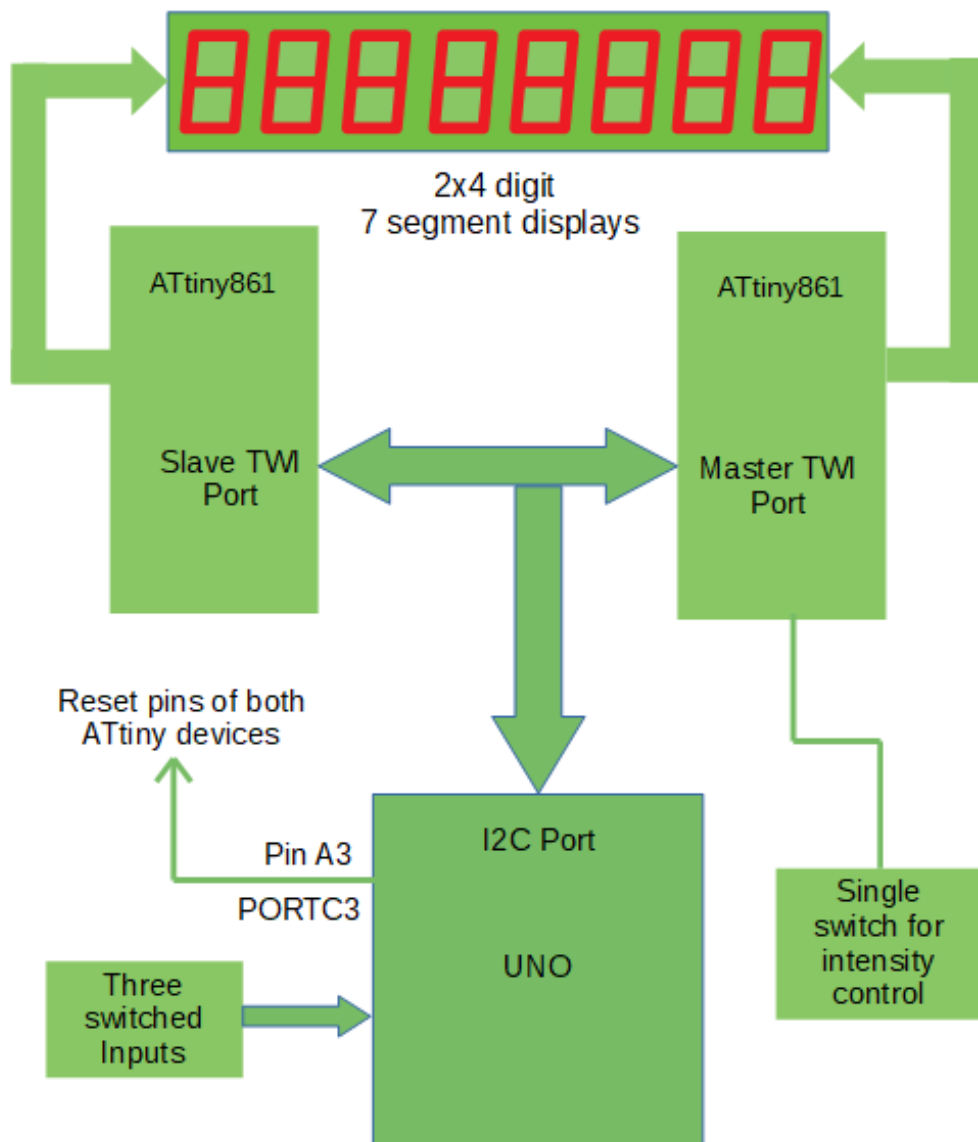 2x4 digit
7 segment displays
ATtiny861
ATtiny861
Slave TWI
Port
Master TWI
Port
Reset pins of both
ATtiny devices
Pin A3
PORTC3
I2C Port
UNO
Three
switched
Inputs
Single
switch for
intensity
control